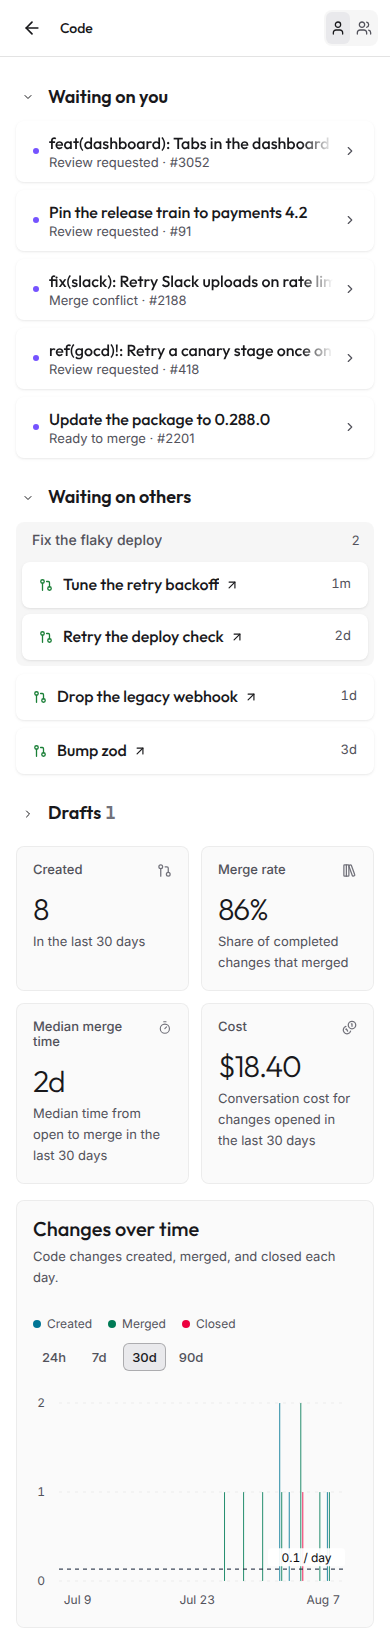 Code
Waiting on you
feat(dashboard): Tabs in the dashboard
Review requested · #3052
Pin the release train to payments 4.2
Review requested · #91
fix(slack): Retry Slack uploads on rate lin
Merge conflict · #2188
ref(gocd)!: Retry a canary stage once on
Review requested · #418
Update the package to 0.288.0
Ready to merge · #2201
Waiting on others
Fix the flaky deploy 2
Tune the retry backoff 1m
Retry the deploy check 2d
Drop the legacy webhook 1d
Bump zod 3d
Drafts 1
Created
8
In the last 30 days
Merge rate
86%
Share of completed
changes that merged
Median merge
time
2d
Median time from
open to merge in the
last 30 days
Cost
$18.40
Conversation cost for
changes opened in
the last 30 days
Changes over time
Code changes created, merged, and closed each
day.
Created Merged Closed
24h 7d 30d 90d
2
1
0.1 / day
0
Jul 9 Jul 23 Aug 7